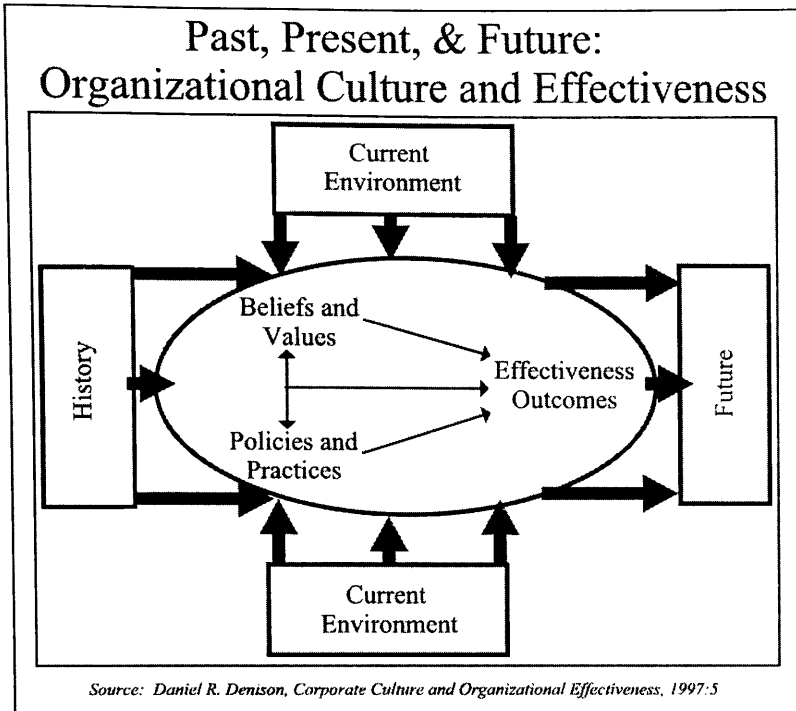 Past, Present, & Future:
Organizational Culture and Effectiveness
Current
Environment
History
Beliefs and
Values
Effectiveness
Outcomes
Policies and
Practices
Future
Current
Environment
Source: Daniel R. Denison, Corporate Culture and Organizational Effectiveness, 1997:5